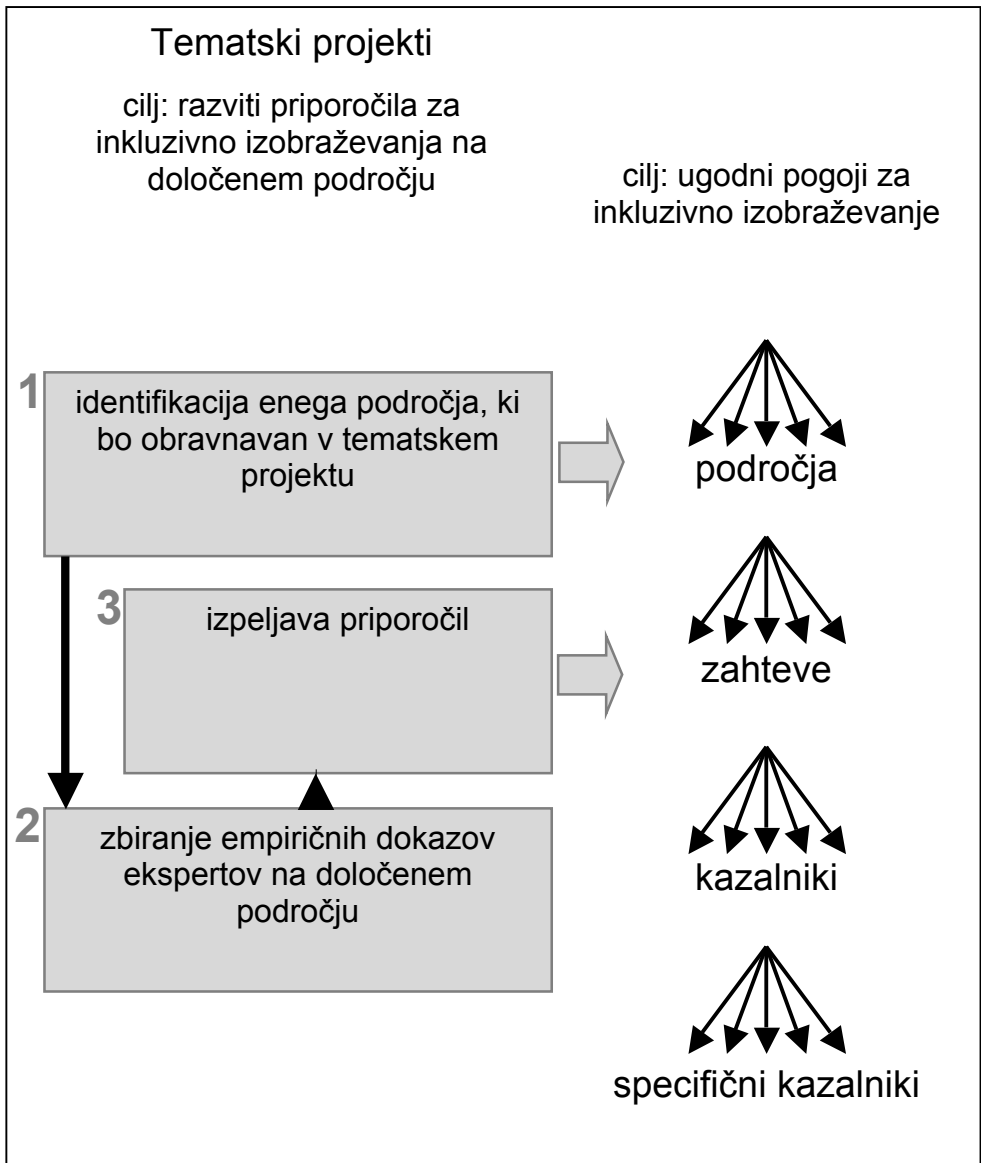 Tematski projekti
cilj: razviti priporočila za
inkluzivno izobraževanja na
določenem področju
cilj: ugodni pogoji za
inkluzivno izobraževanje
1
identifikacija enega področja, ki
bo obravnavan v tematskem
projektu
področja
3
izpeljava priporočil
zahteve
2
zbiranje empiričnih dokazov
ekspertov na določenem
področju
kazalniki
specifični kazalniki